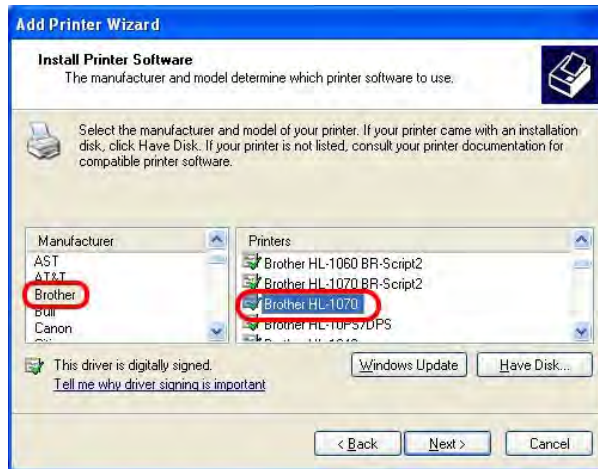 Add Printer Wizard
Install Printer Software
The manufacturer and model determine which printer software to use.
Select the manufacturer and model of your printer. If your printer came with an installation
disk, click Have Disk. If your printer is not listed, consult your printer documentation for
compatible printer software.
Manufacturer
AST
AT&T
Brother
Bull
Canon
Printers
Brother HL-1060 BR-Script2
Brother HL-1070 BR-Script2
Brother HL-1070
Brother HL-10PS7DPS
This driver is digitally signed.
Tell me why driver signing is important
Windows Update
Have Disk...
< Back
Next >
Cancel